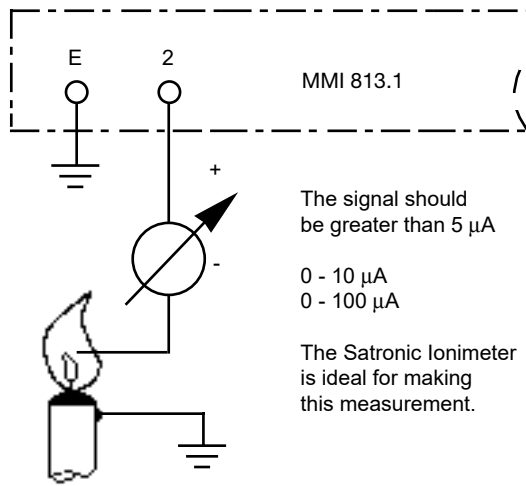 E 2
MMI 813.1
+
-
The signal should
be greater than 5 µA
0 - 10 µA
0 - 100 µA
The Satronic Ionimeter
is ideal for making
this measurement.